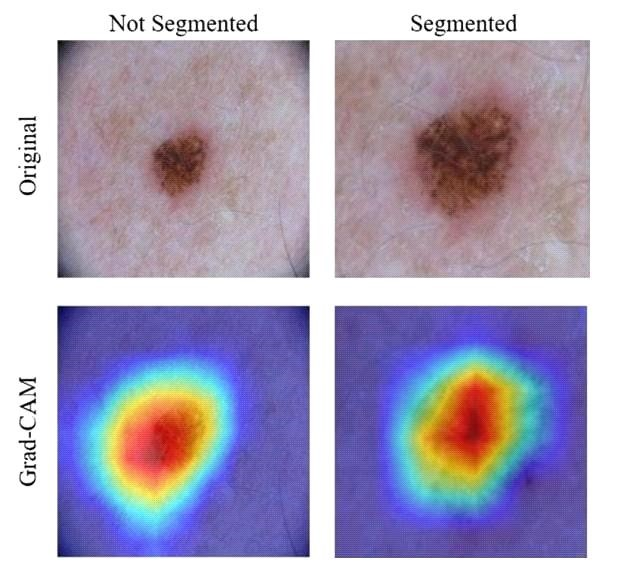 Not Segmented
Segmented
Original
Grad-CAM